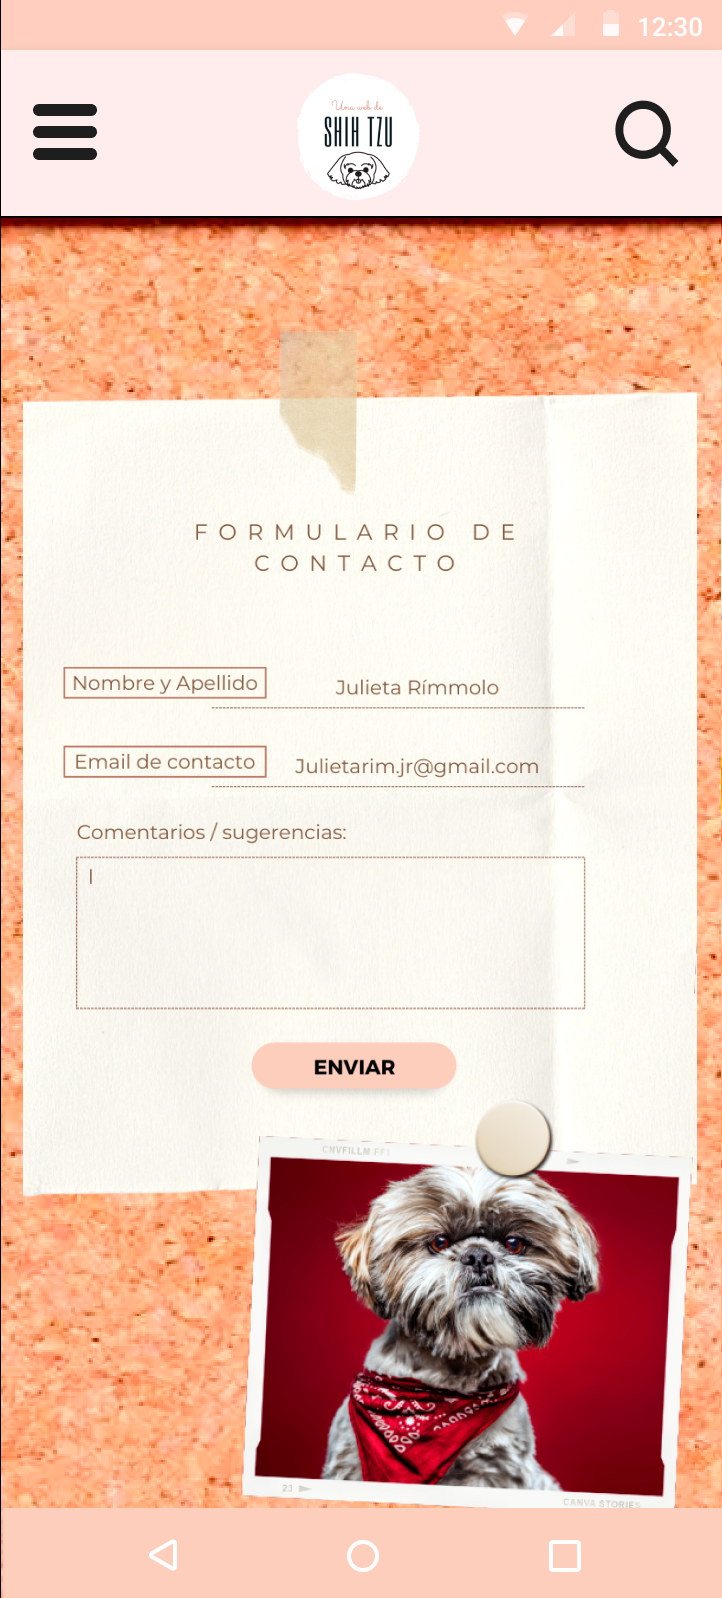 12:30
Una web de
SHIH TZU
FORMULARIO DE
CONTACTO
Nombre y Apellido
Julieta Rímmolo
Email de contacto
Julietarim.jr@gmail.com
Comentarios / sugerencias:
ENVIAR
CNVFILLM FF1
23
CANVA STORIES